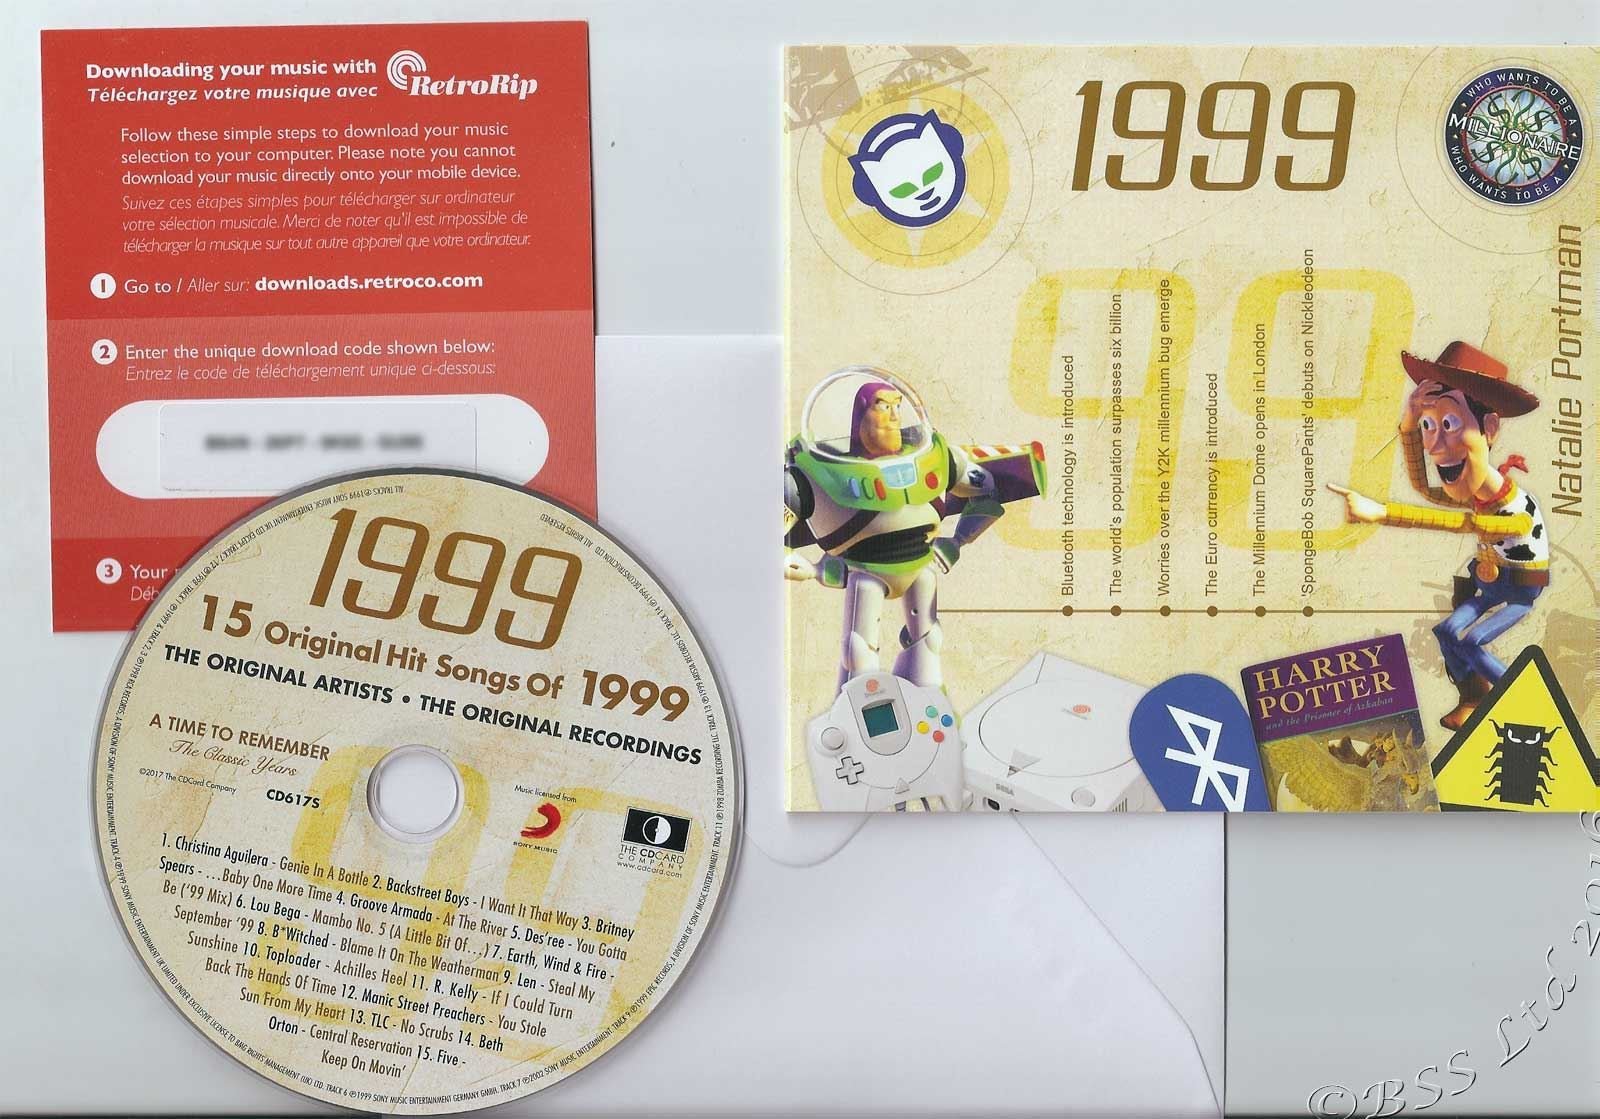 Downloading your music with
Téléchargez votre musique avec
RetroRip
Follow these simple steps to download your music
selection to your computer. Please note you cannot
download your music directly onto your mobile device.
Suivez ces étapes simples pour télécharger sur ordinateur
votre sélection musicale. Merci de noter qu'il est impossible de
télécharger la musique sur tout autre appareil que votre ordinateur.
1 Go to / Aller sur: downloads.retroco.com
2 Enter the unique download code shown below:
Entrez le code de téléchargement unique ci-dessous:
3 Your
Déb
1999
15 Original Hit Songs Of 1999
THE ORIGINAL ARTISTS • THE ORIGINAL RECORDINGS
A TIME TO REMEMBER
The Classic Years
©2017 The CDCard Company
CD617S
Music licensed from
SONY MUSIC
THE CDCARD
COMPANY
www.cdcard.com
1. Christina Aguilera - Genie In A Bottle 2. Backstreet Boys - I Want It That Way 3. Britney
Spears - ...Baby One More Time 4. Groove Armada - At The River 5. Des'ree - You Gotta
Be ('99 Mix) 6. Lou Bega - Mambo No. 5 (A Little Bit Of...) 7. Earth, Wind & Fire -
September '99 8. B*Witched - Blame It On The Weatherman 9. Len - Steal My
Sunshine 10. Toploader - Achilles Heel 11. R. Kelly - If I Could Turn
Back The Hands Of Time 12. Manic Street Preachers - You Stole
Sun From My Heart 13. TLC - No Scrubs 14. Beth
Orton - Central Reservation 15. Five -
Keep On Movin'
1999
WHO WANTS TO BE A
MILLIONAIRE
WHO WANTS TO BE A
99
Natalie Portman
Bluetooth technology is introduced
The world's population surpasses six billion
Worries over the Y2K millennium bug emerge
The Euro currency is introduced
The Millennium Dome opens in London
'SpongeBob SquarePants' debuts on Nickleodeon
SEGA
HARRY
POTTER
and the Prisoner of Azkaban
©BSS Ltd 2016